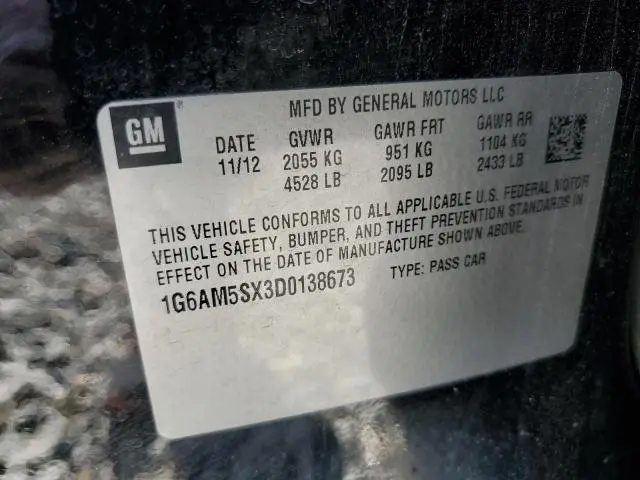 GM
MFD BY GENERAL MOTORS LLC
DATE GVWR GAWR FRT GAWR RR
11/12 2055 KG 951 KG 1104 KG
4528 LB 2095 LB 2433 LB
THIS VEHICLE CONFORMS TO ALL APPLICABLE U.S. FEDERAL MOTOR
VEHICLE SAFETY, BUMPER, AND THEFT PREVENTION STANDARDS IN
EFFECT ON THE DATE OF MANUFACTURE SHOWN ABOVE.
1G6AM5SX3D0138673 TYPE: PASS CAR